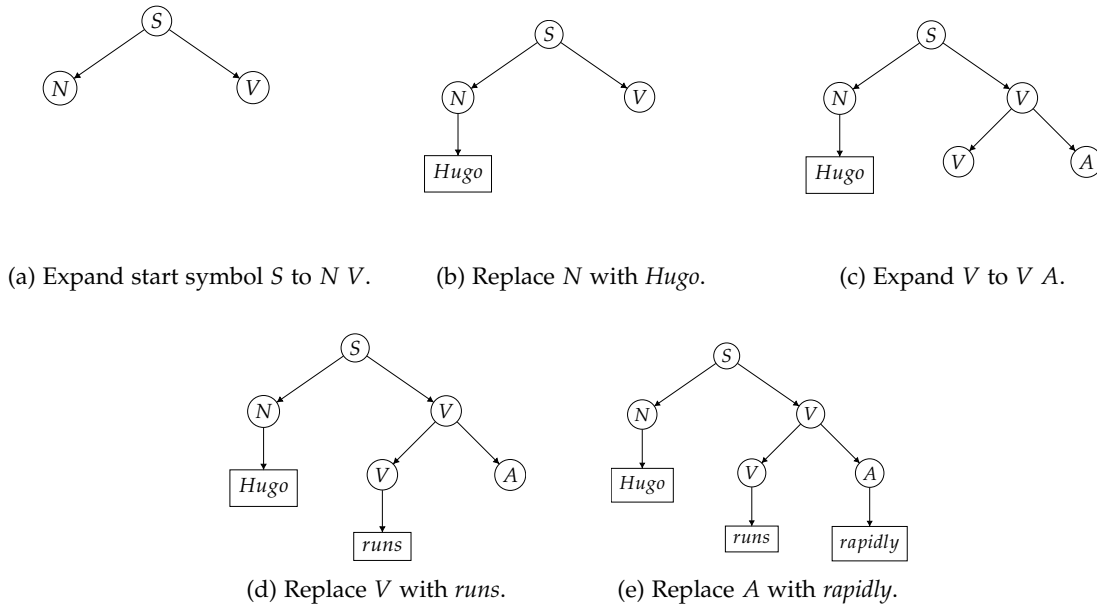 S
N V
(a) Expand start symbol S to N V.
S
N V
Hugo
(b) Replace N with Hugo.
S
N V
Hugo V A
(c) Expand V to V A.
S
N V
Hugo V A
runs
(d) Replace V with runs.
S
N V
Hugo V A
runs rapidly
(e) Replace A with rapidly.